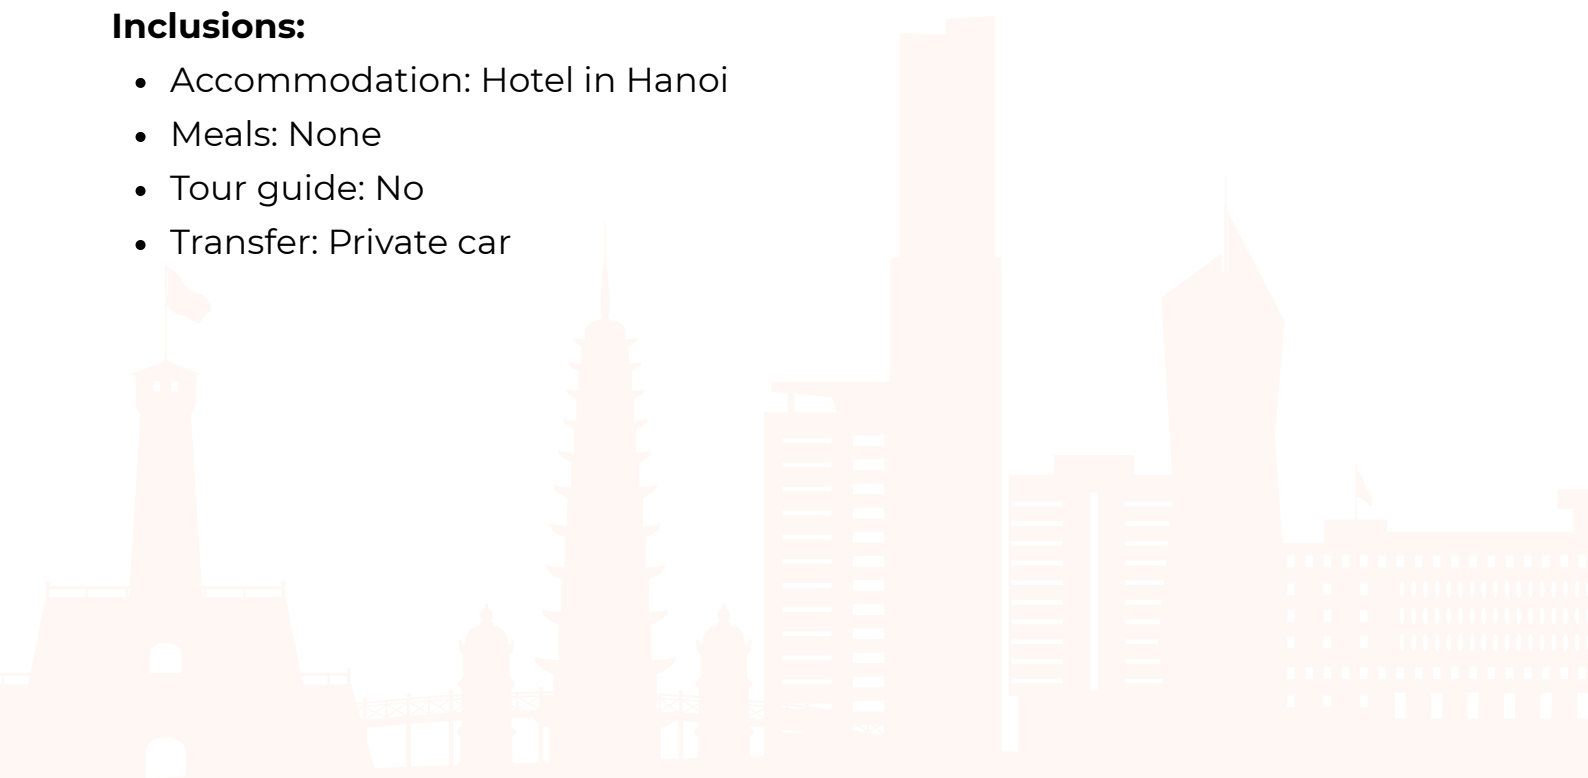 Inclusions:
• Accommodation: Hotel in Hanoi
• Meals: None
• Tour guide: No
• Transfer: Private car